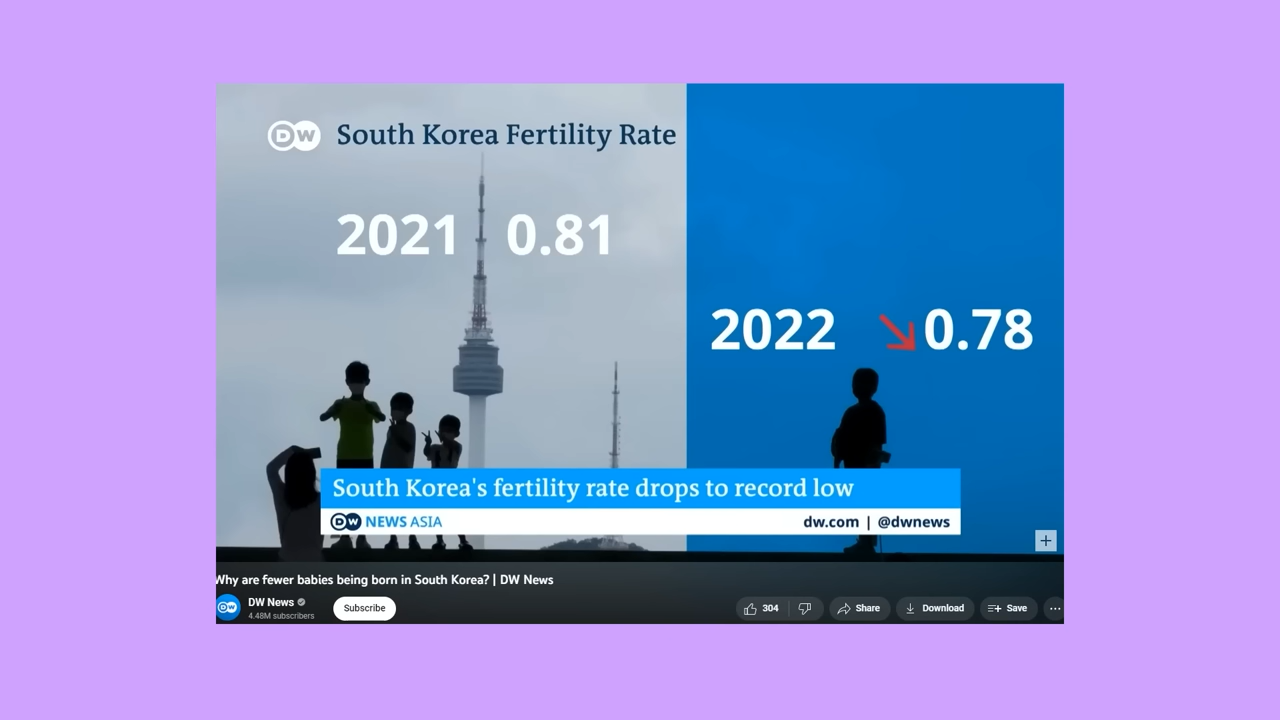 DW South Korea Fertility Rate
2021 0.81
2022 0.78
South Korea's fertility rate drops to record low
DW NEWS ASIA
dw.com | @dwnews
Why are fewer babies being born in South Korea? | DW News
DW DW News
4.48M subscribers
Subscribe
304
Share
Download
Save